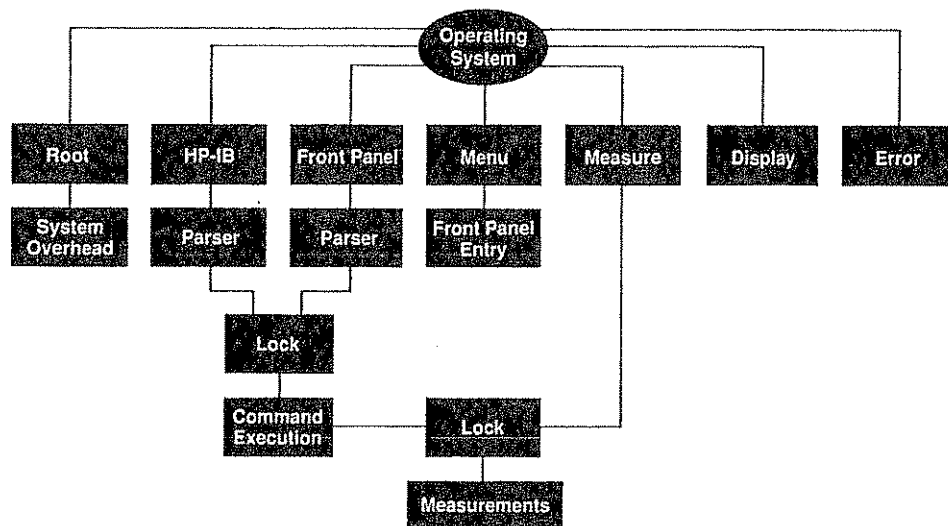 Operating
System
Root
HP-IB
Front Panel
Menu
Measure
Display
Error
System
Overhead
Parser
Parser
Front Panel
Entry
Lock
Command
Execution
Lock
Measurements